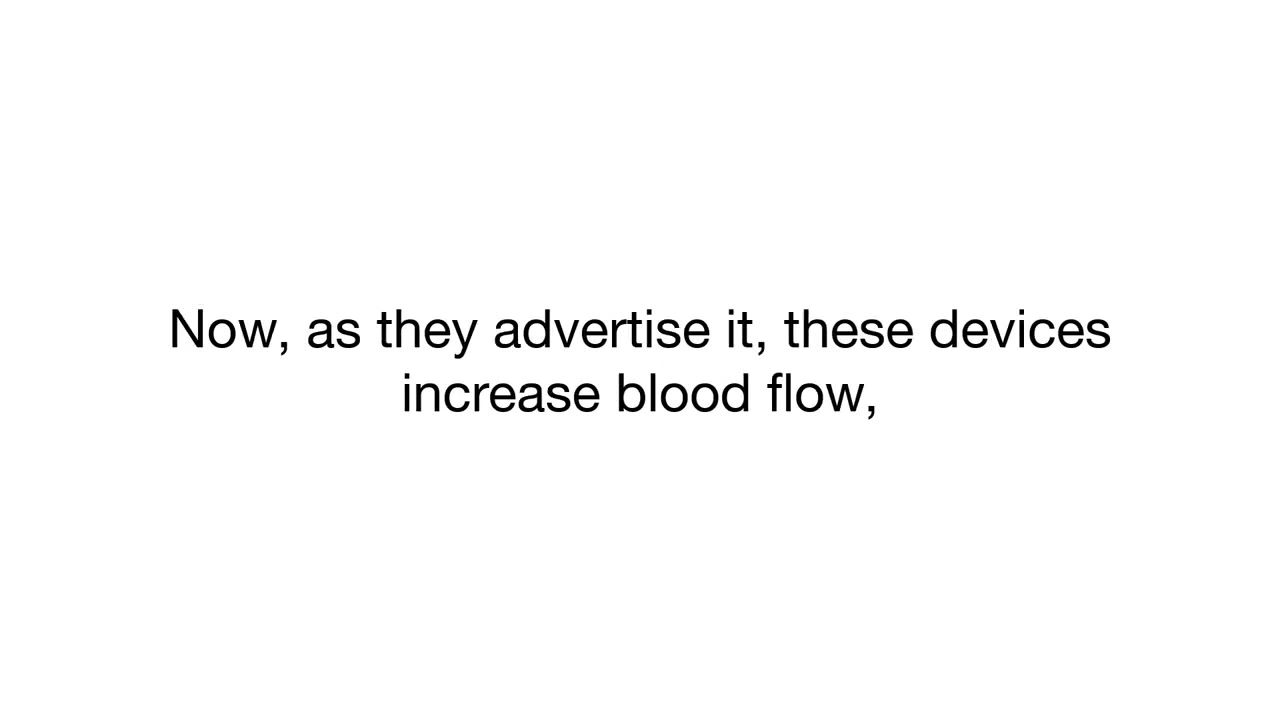 Now, as they advertise it, these devices
increase blood flow,